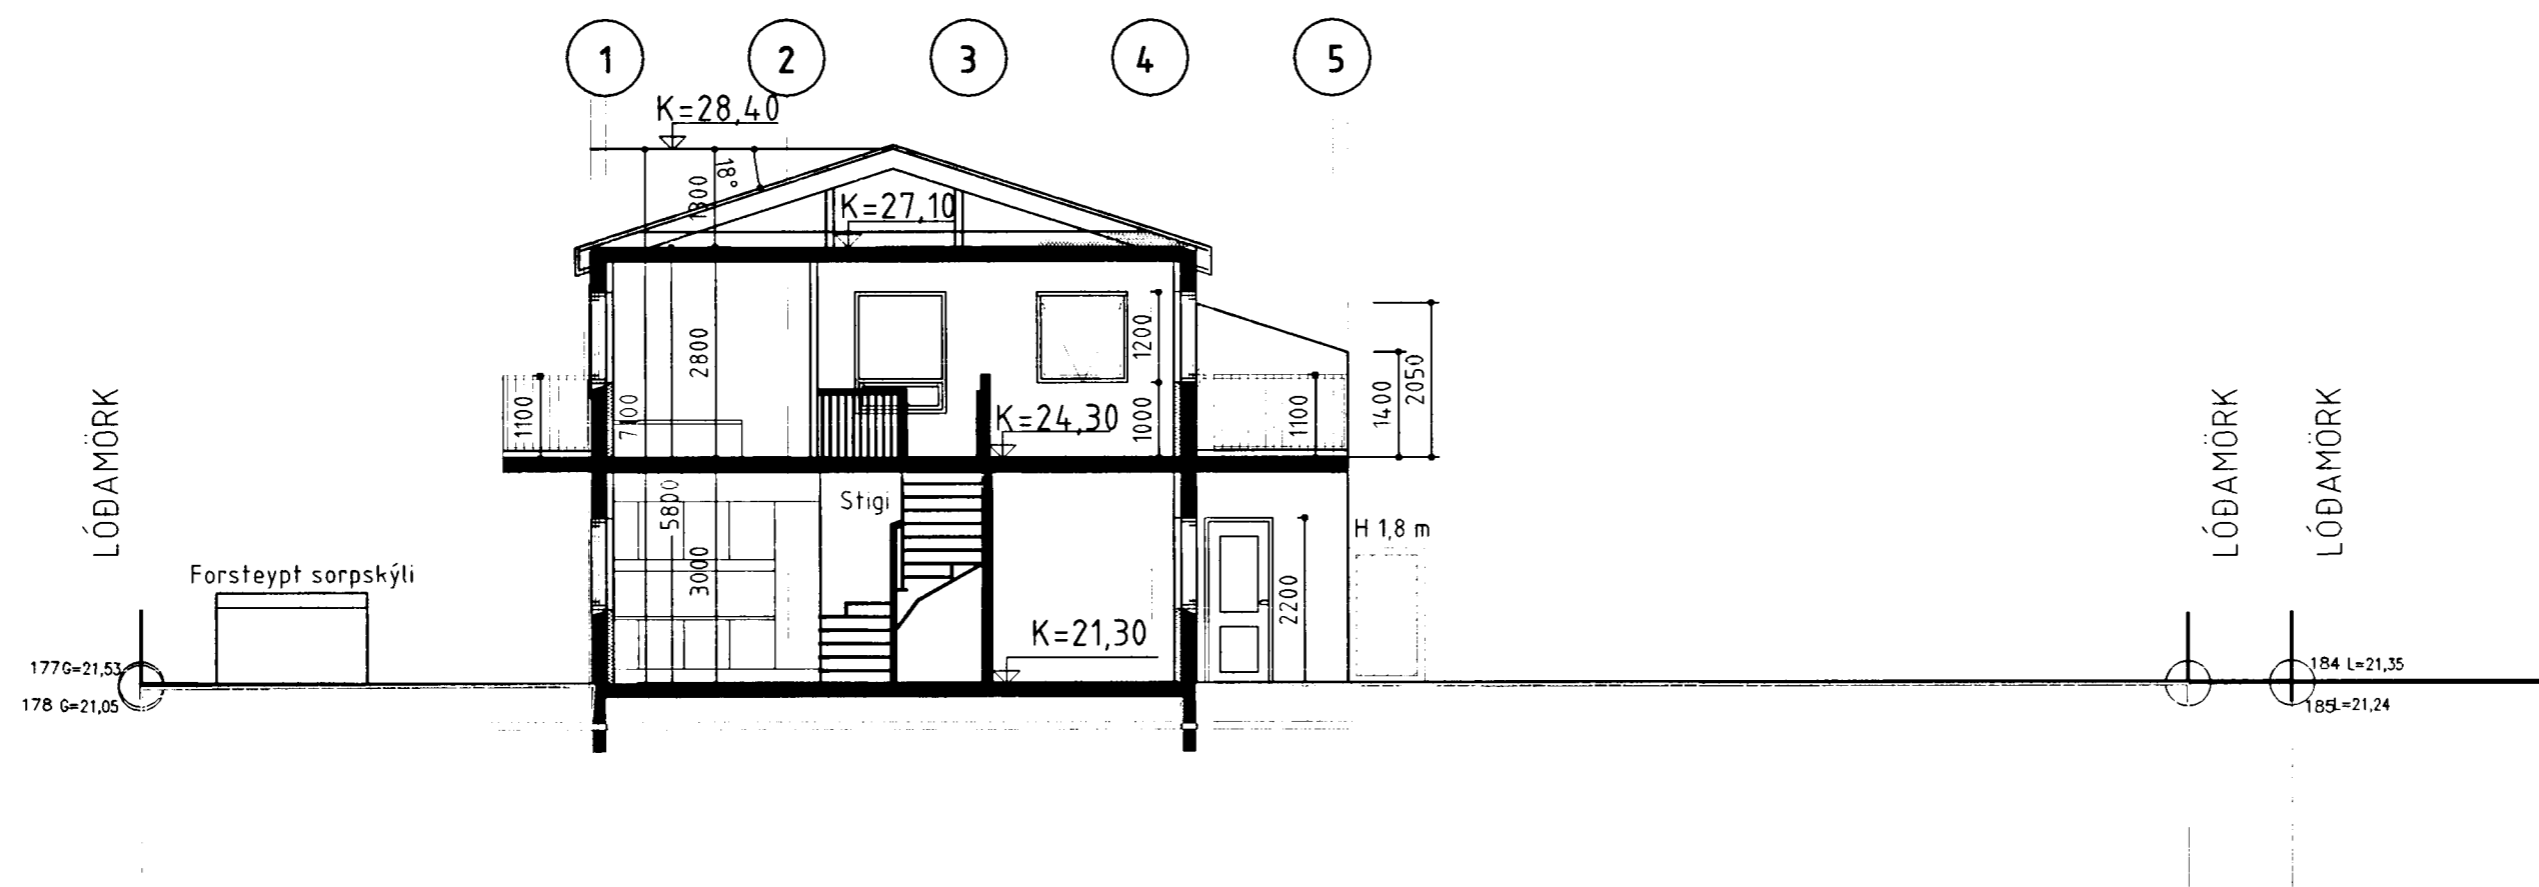 1 2 3 4 5
K=28,40
18°
1800
K=27,10
2800
1200
2050
1400
1100
7100
1000
K=24,30
1100
LÓÐAMÖRK
LÓÐAMÖRK
LÓÐAMÖRK
5800
Stigi
H 1,8 m
Forsteypt sorpskýli
3000
2200
K=21,30
177G=21,53
178 G=21,05
184 L=21,35
185L=21,24